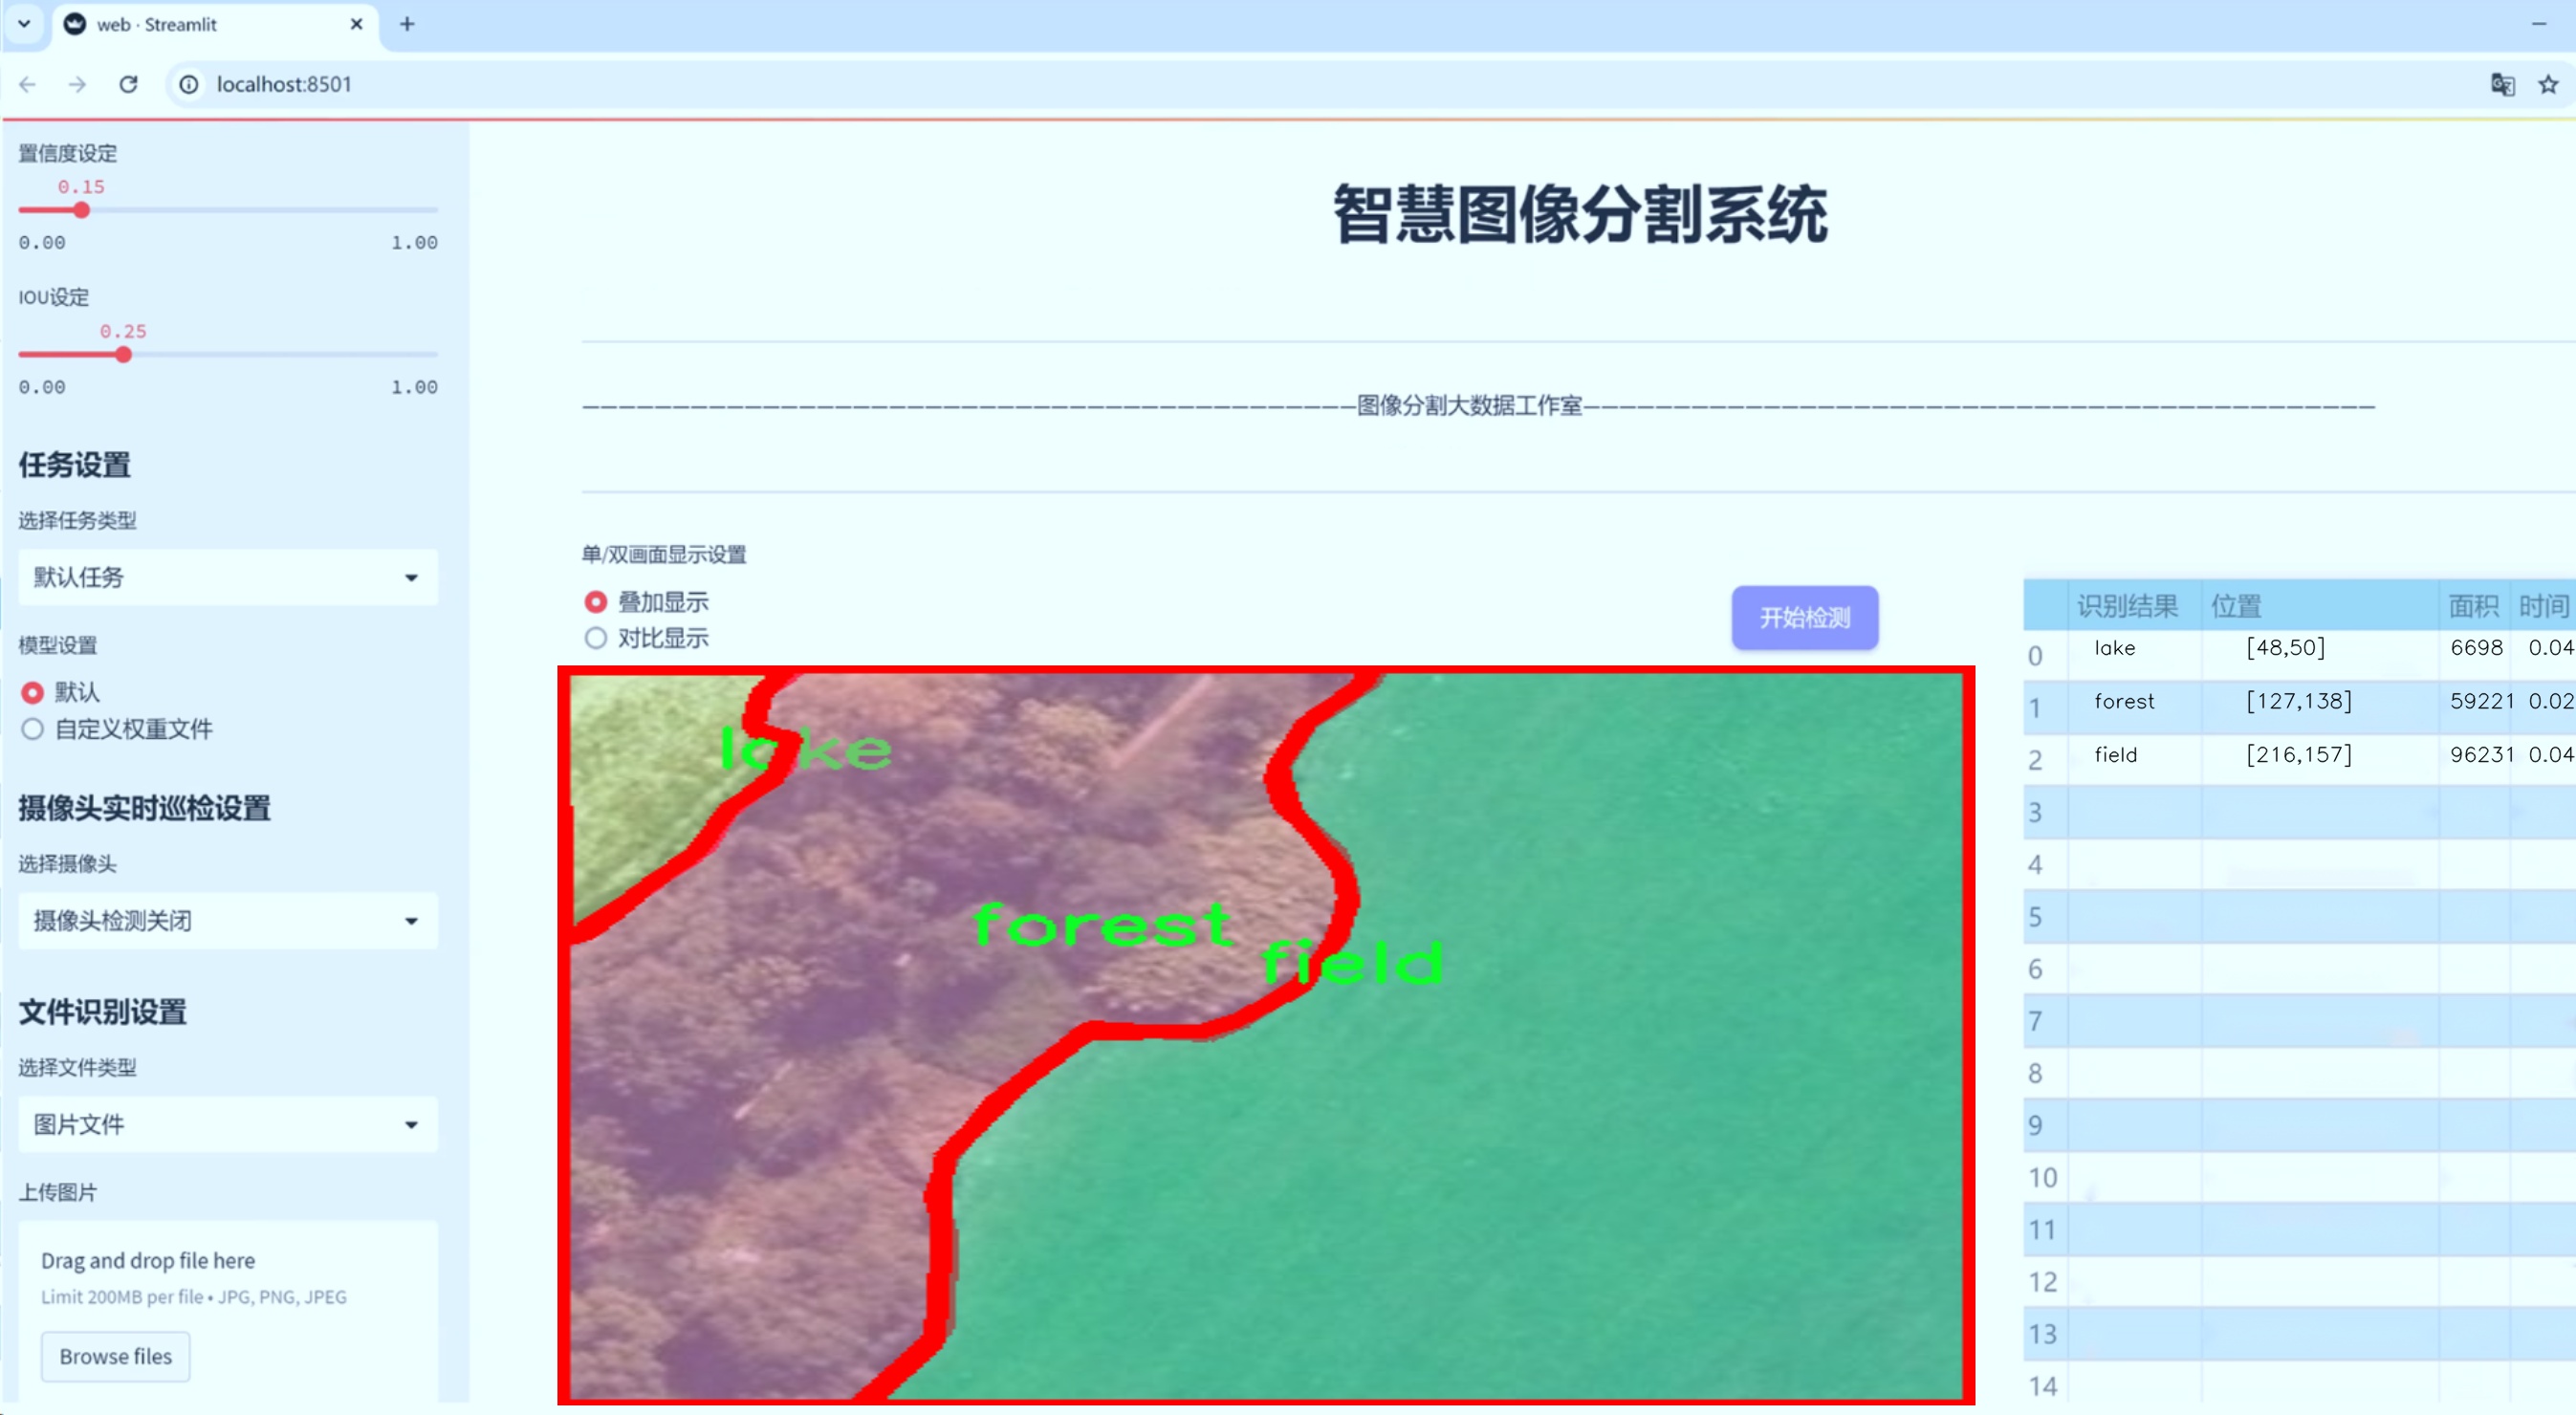 web · Streamlit
localhost:8501
置信度设定
0.15
0.00 1.00
IOU设定
0.25
0.00 1.00
任务设置
选择任务类型
默认任务
模型设置
默认
自定义权重文件
摄像头实时巡检设置
选择摄像头
摄像头检测关闭
文件识别设置
选择文件类型
图片文件
上传图片
Drag and drop file here
Limit 200MB per file • JPG, PNG, JPEG
Browse files
智慧图像分割系统
图像分割大数据工作室
单/双画面显示设置
叠加显示
对比显示
开始检测
lake
forest
field
识别结果 位置 面积 时间
0 lake [48,50] 6698 0.04
1 forest [127,138] 59221 0.02
2 field [216,157] 96231 0.04
3
4
5
6
7
8
9
10
11
12
13
14